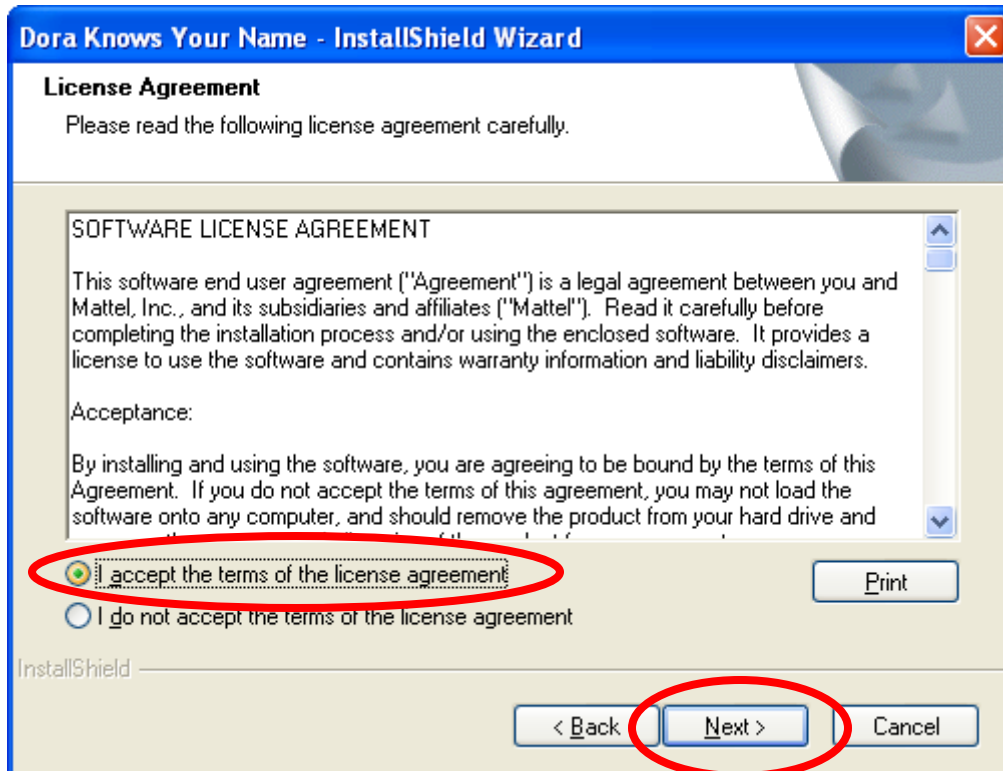 Dora Knows Your Name - InstallShield Wizard
License Agreement
Please read the following license agreement carefully.
SOFTWARE LICENSE AGREEMENT
This software end user agreement ("Agreement") is a legal agreement between you and
Mattel, Inc., and its subsidiaries and affiliates ("Mattel").  Read it carefully before
completing the installation process and/or using the enclosed software.  It provides a
license to use the software and contains warranty information and liability disclaimers.
Acceptance:
By installing and using the software, you are agreeing to be bound by the terms of this
Agreement.  If you do not accept the terms of this agreement, you may not load the
software onto any computer, and should remove the product from your hard drive and
I accept the terms of the license agreement
Print
I do not accept the terms of the license agreement
InstallShield
< Back
Next >
Cancel